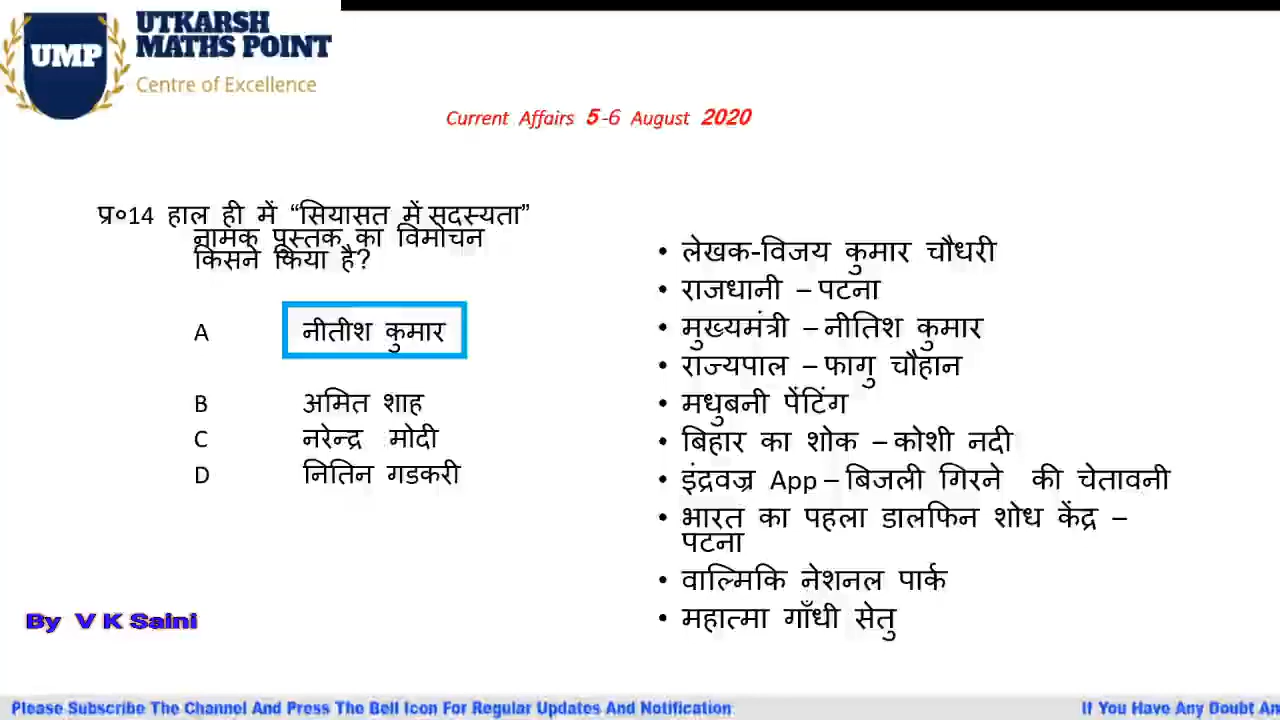 UMP
UTKARSH
MATHS POINT
Centre of Excellence
Current Affairs 5-6 August 2020
प्र०14 हाल ही में “सियासत में सदस्यता”
नामक पूस्तक का विमोचन
किसने किया है?
A नीतीश कुमार
B अमित शाह
C नरेन्द्र मोदी
D नितिन गडकरी
• लेखक-विजय कुमार चौधरी
• राजधानी – पटना
• मुख्यमंत्री – नीतिश कुमार
• राज्यपाल – फागु चौहान
• मधुबनी पेंटिंग
• बिहार का शोक – कोशी नदी
• इंद्रवज्र App – बिजली गिरने की चेतावनी
• भारत का पहला डालफिन शोध केंद्र –
पटना
• वाल्मिकि नेशनल पार्क
• महात्मा गाँधी सेतु
By V K Saini
Please Subscribe The Channel And Press The Bell Icon For Regular Updates And Notification If You Have Any Doubt An